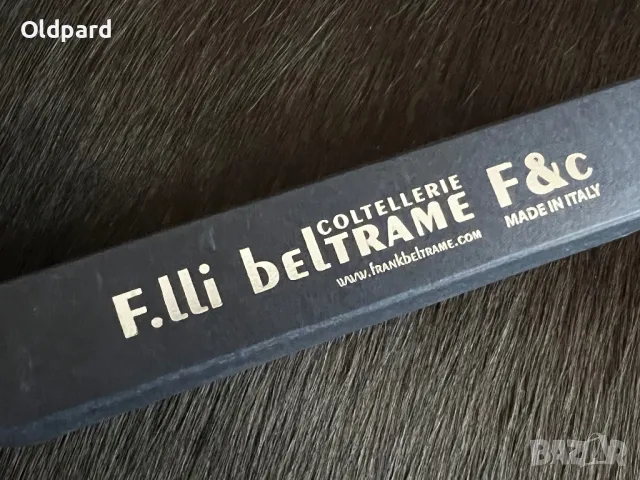 Oldpard
COLTELLERIE
F.lli belTRAME F&c
MADE IN ITALY
www.frankbeltrame.com
BAZAR